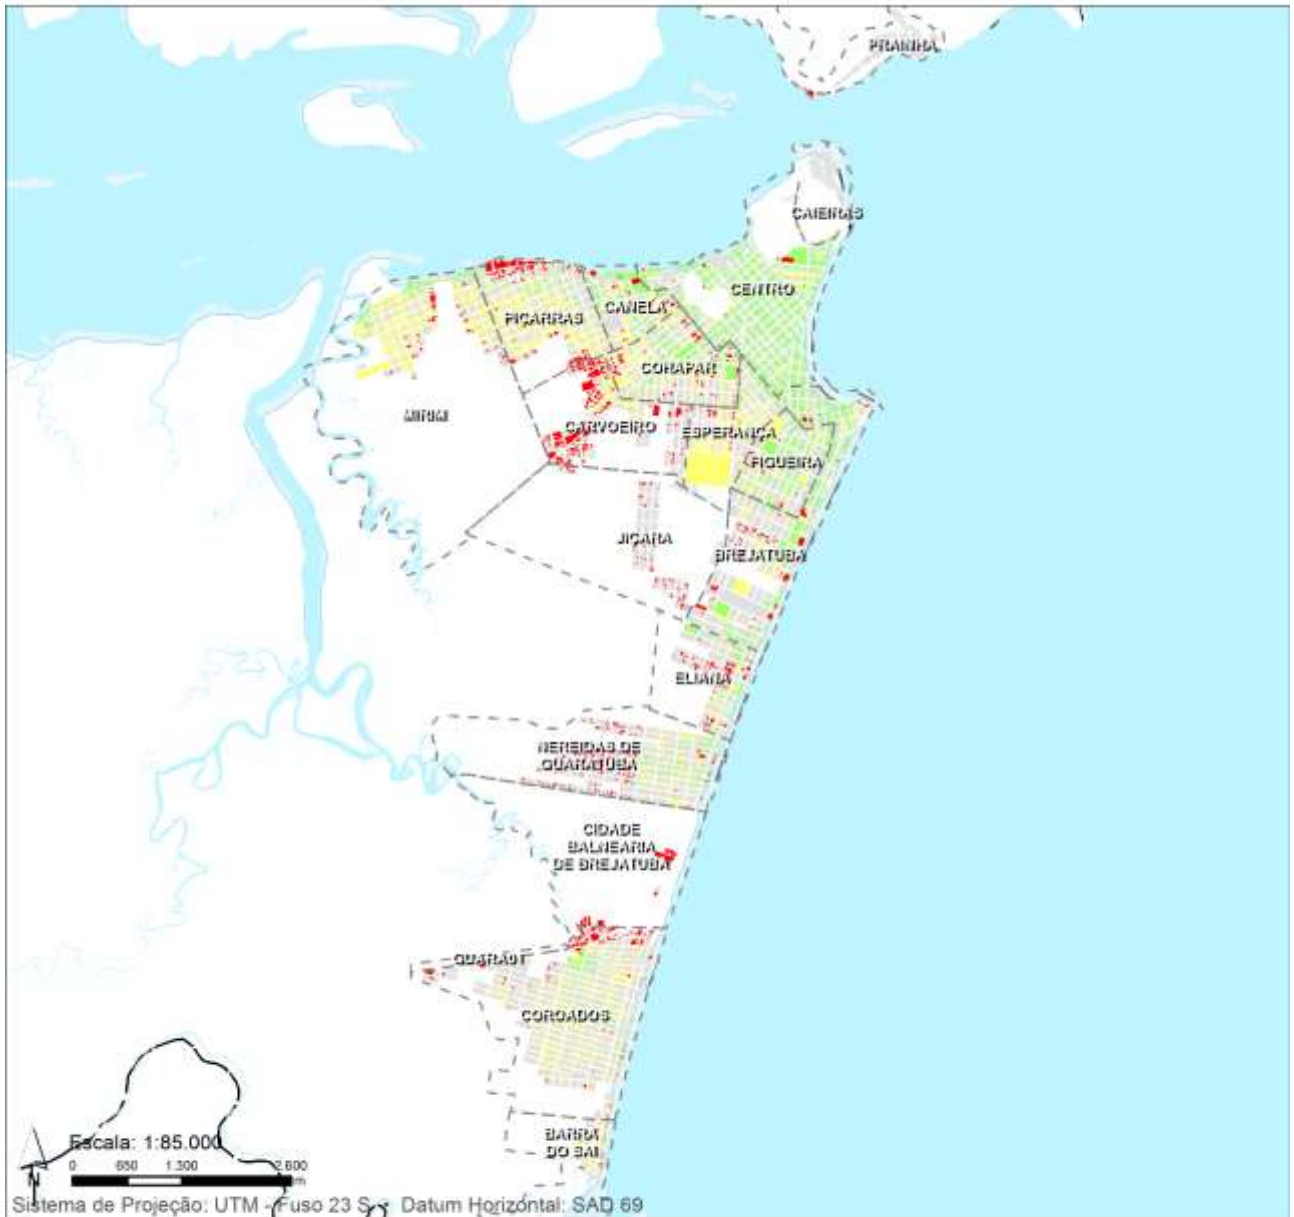 PRAINHA
CAIEIRAS
CENTRO
CANELA
PIÇARRAS
COHAPAR
MIRIM
CARVOEIRO
ESPERANÇA
FIGUEIRA
JIÇARA
BREJATUBA
ELIANA
NEREIDAS DE
GUARATUBA
CIDADE
BALNEARIA
DE BREJATUBA
COROADOS
BARRA
DO SAI
Escala: 1:85.000
0 650 1.300 2.600
m
N
Sistema de Projeção: UTM - Fuso 23 S - Datum Horizontal: SAD 69